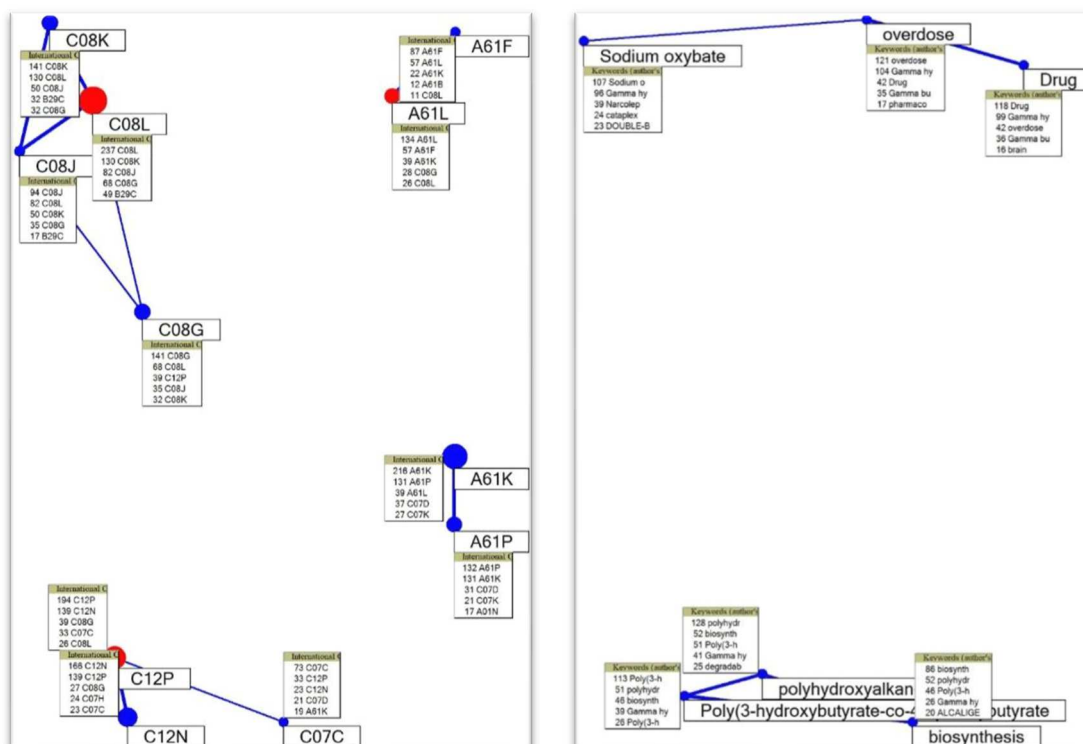 C08K
International C
141 C08K
130 C08L
50 C08J
32 B29C
32 C08G
C08L
International C
237 C08L
130 C08K
82 C08J
68 C08G
49 B29C
C08J
International C
94 C08J
82 C08L
50 C08K
35 C08G
17 B29C
C08G
International C
141 C08G
68 C08L
39 C12P
35 C08J
32 C08K
A61F
International C
87 A61F
57 A61L
22 A61K
12 A61B
11 C08L
A61L
International C
134 A61L
57 A61F
39 A61K
28 C08G
26 C08L
A61K
International C
216 A61K
131 A61P
39 A61L
37 C07D
27 C07K
A61P
International C
132 A61P
131 A61K
31 C07D
21 C07K
17 A01N
International C
194 C12P
139 C12N
39 C08G
33 C07C
26 C08L
C12P
International C
166 C12N
139 C12P
27 C08G
24 C07H
23 C07C
C12N
International C
73 C07C
33 C12P
23 C12N
21 C07D
19 A61K
C07C
Sodium oxybate
Keywords (author's
107 Sodium o
96 Gamma hy
39 Narcolep
24 cataplex
23 DOUBLE-B
overdose
Keywords (author's
121 overdose
104 Gamma hy
42 Drug
35 Gamma bu
17 pharmaco
Drug
Keywords (author's
118 Drug
99 Gamma hy
42 overdose
36 Gamma bu
16 brain
Keywords (author's
128 polyhydr
52 biosynth
51 Poly(3-h
41 Gamma hy
25 degradab
polyhydroxyalkan
Keywords (author's
113 Poly(3-h
51 polyhydr
46 biosynth
39 Gamma hy
26 Poly(3-h
Poly(3-hydroxybutyrate-co-4 butyrate
Keywords (author's
86 biosynth
52 polyhydr
46 Poly(3-h
26 Gamma hy
20 ALCALIGE
biosynthesis